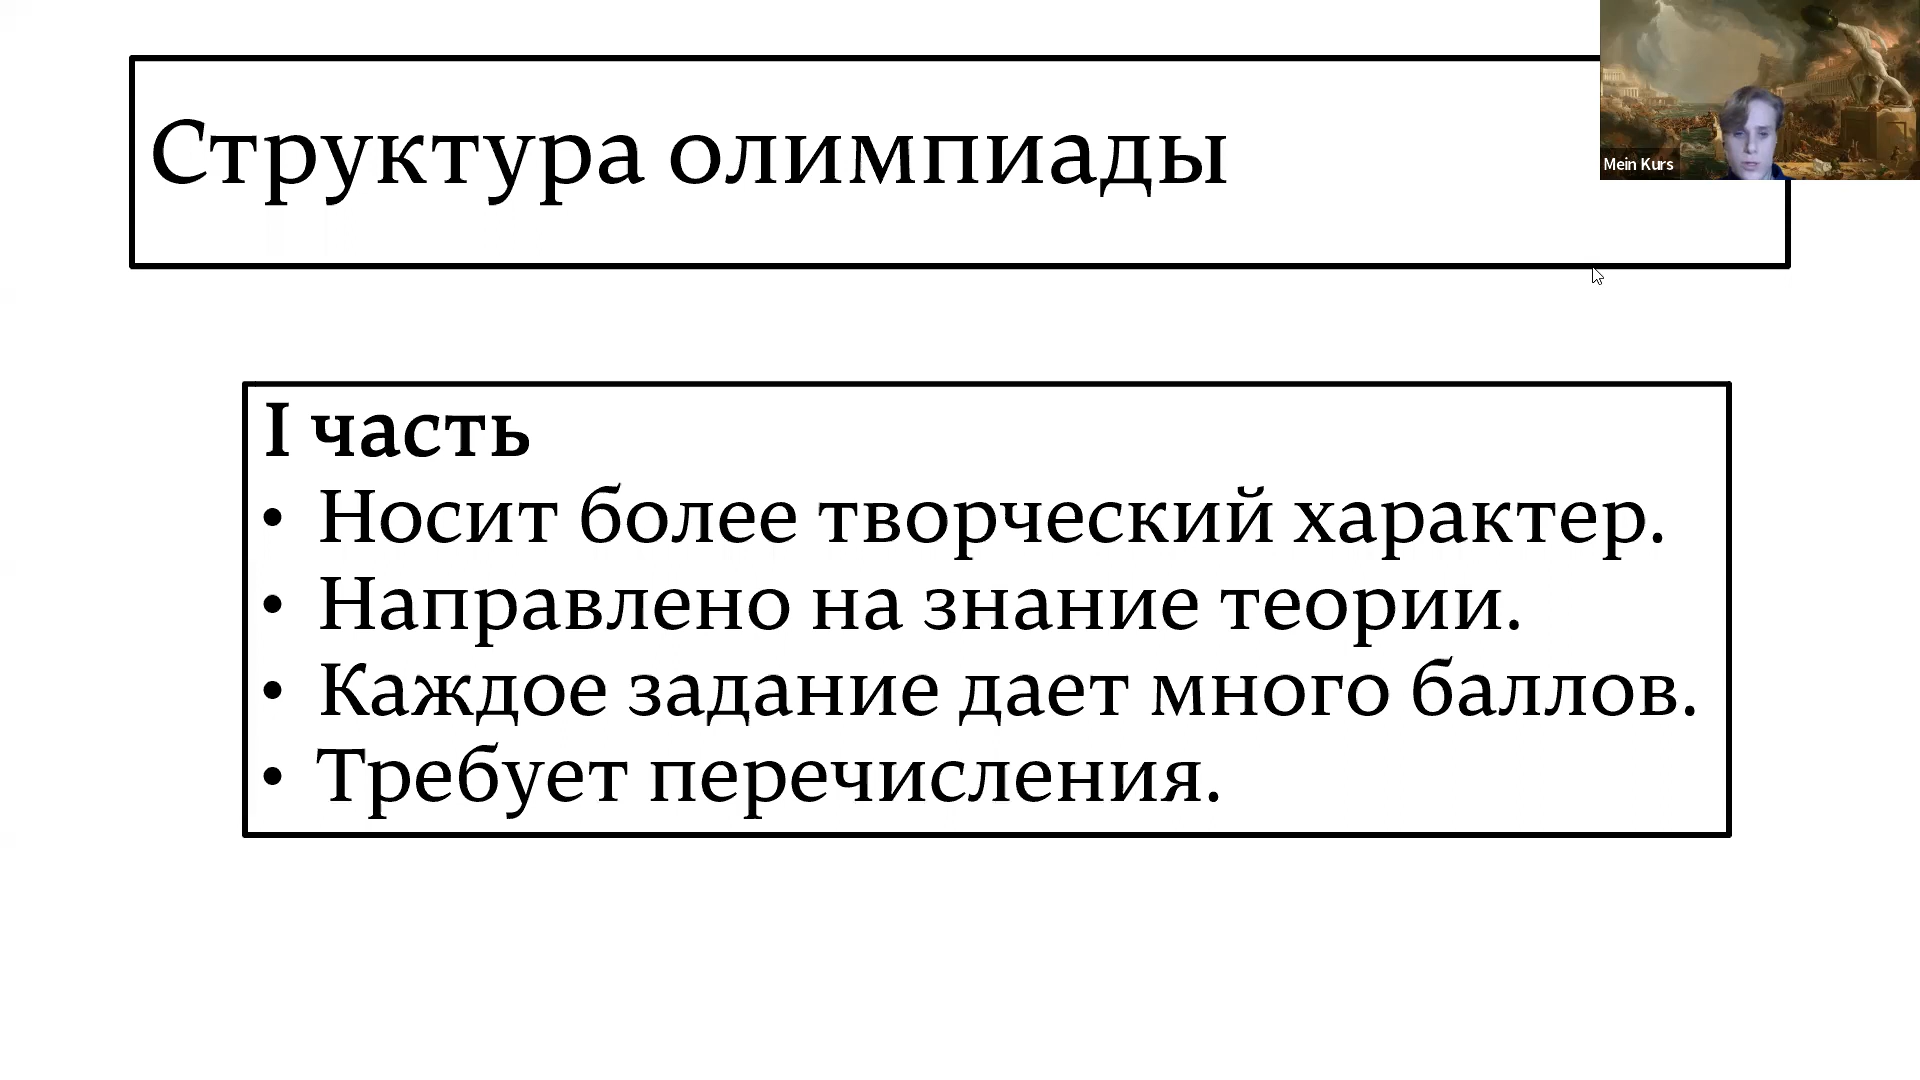 Структура олимпиады
Mein Kurs
I часть
• Носит более творческий характер.
• Направлено на знание теории.
• Каждое задание дает много баллов.
• Требует перечисления.